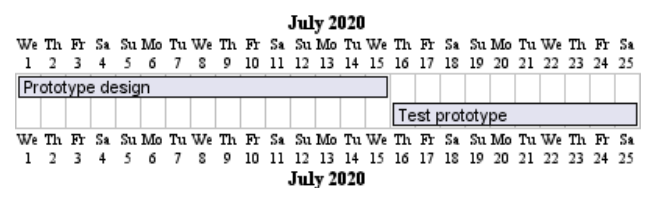 July 2020
We Th Fr Sa Su Mo Tu We Th Fr Sa Su Mo Tu We Th Fr Sa Su Mo Tu We Th Fr Sa
1 2 3 4 5 6 7 8 9 10 11 12 13 14 15 16 17 18 19 20 21 22 23 24 25
Prototype design
Test prototype
We Th Fr Sa Su Mo Tu We Th Fr Sa Su Mo Tu We Th Fr Sa Su Mo Tu We Th Fr Sa
1 2 3 4 5 6 7 8 9 10 11 12 13 14 15 16 17 18 19 20 21 22 23 24 25
July 2020